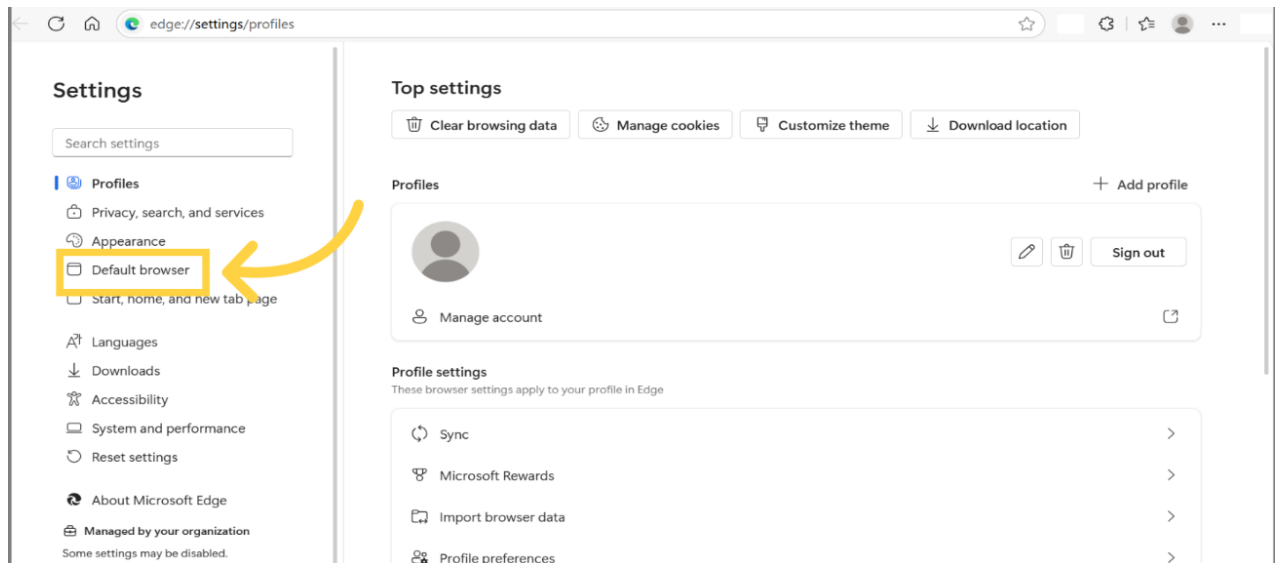 edge://settings/profiles
Settings
Search settings
Profiles
Privacy, search, and services
Appearance
Default browser
Start, home, and new tab page
Languages
Downloads
Accessibility
System and performance
Reset settings
About Microsoft Edge
Managed by your organization
Some settings may be disabled.
Top settings
Clear browsing data Manage cookies Customize theme Download location
Profiles Add profile
Sign out
Manage account
Profile settings
These browser settings apply to your profile in Edge
Sync
Microsoft Rewards
Import browser data
Profile preferences